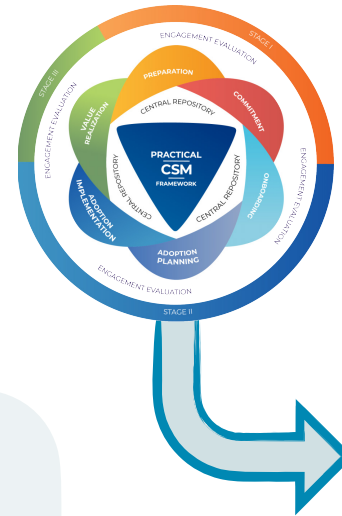 STAGE I
ENGAGEMENT EVALUATION
STAGE III
ENGAGEMENT EVALUATION
PREPARATION
COMMITMENT
VALUE
REALIZATION
CENTRAL REPOSITORY
PRACTICAL
CSM
FRAMEWORK
CENTRAL REPOSITORY
CENTRAL REPOSITORY
ONBOARDING
ENGAGEMENT EVALUATION
ADOPTION
IMPLEMENTATION
ADOPTION
PLANNING
ENGAGEMENT EVALUATION
STAGE II